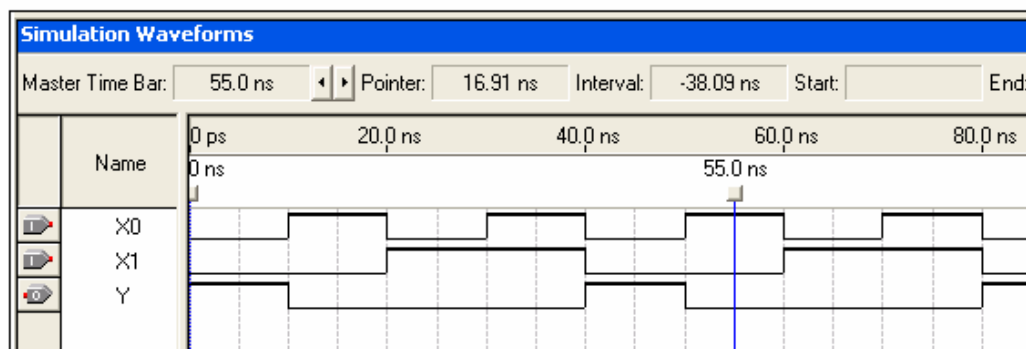 Simulation Waveforms
Master Time Bar: 55.0 ns Pointer: 16.91 ns Interval: -38.09 ns Start: End:
Name
0 ps 20.0 ns 40.0 ns 60.0 ns 80.0 ns
0 ns 55.0 ns
X0
X1
Y